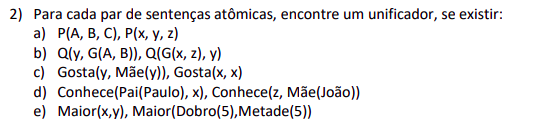 2) Para cada par de sentenças atômicas, encontre um unificador, se existir:
a) P(A, B, C), P(x, y, z)
b) Q(y, G(A, B)), Q(G(x, z), y)
c) Gosta(y, Mãe(y)), Gosta(x, x)
d) Conhece(Pai(Paulo), x), Conhece(z, Mãe(João))
e) Maior(x,y), Maior(Dobro(5),Metade(5))